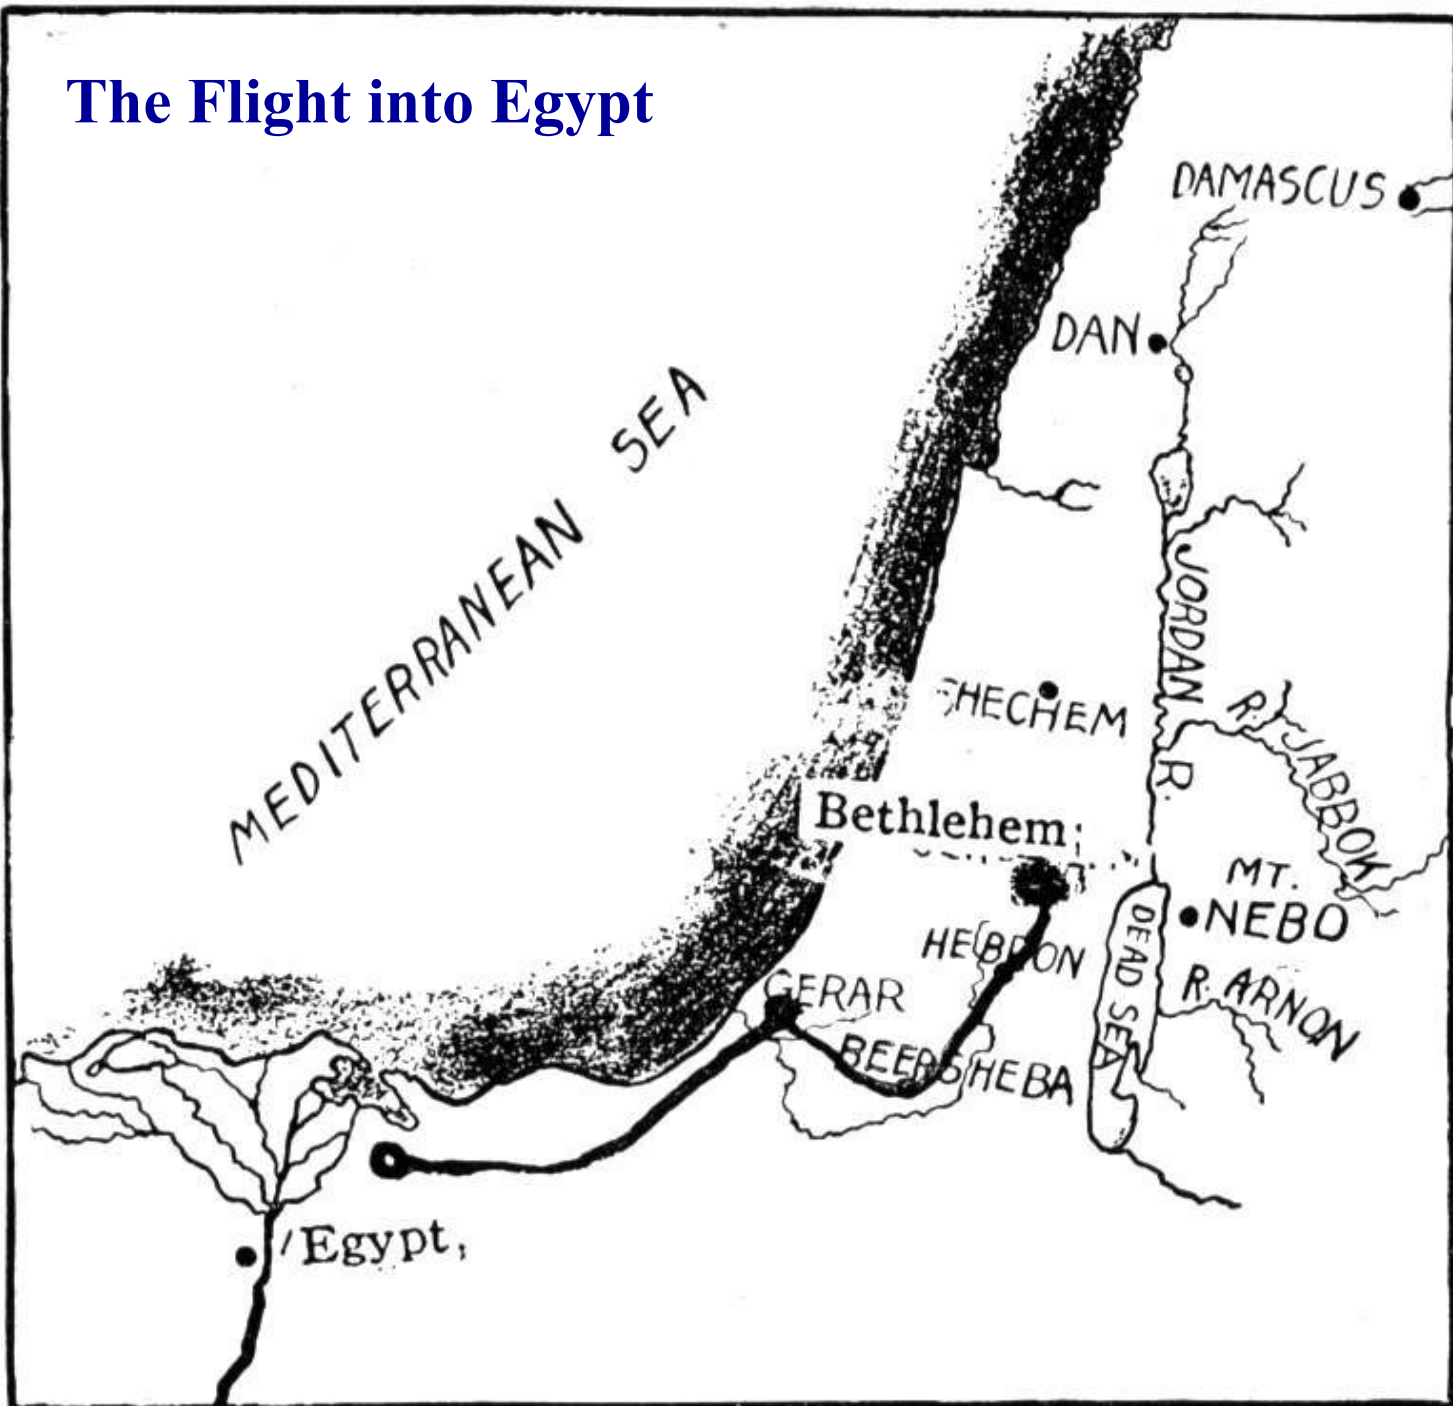 The Flight into Egypt
DAMASCUS
DAN
MEDITERRANEAN SEA
JORDAN R.
SHECHEM
R. JABBOK
Bethlehem
MT.
NEBO
HEBRON
DEAD SEA
GERAR
R. ARNON
BEERSHEBA
Egypt